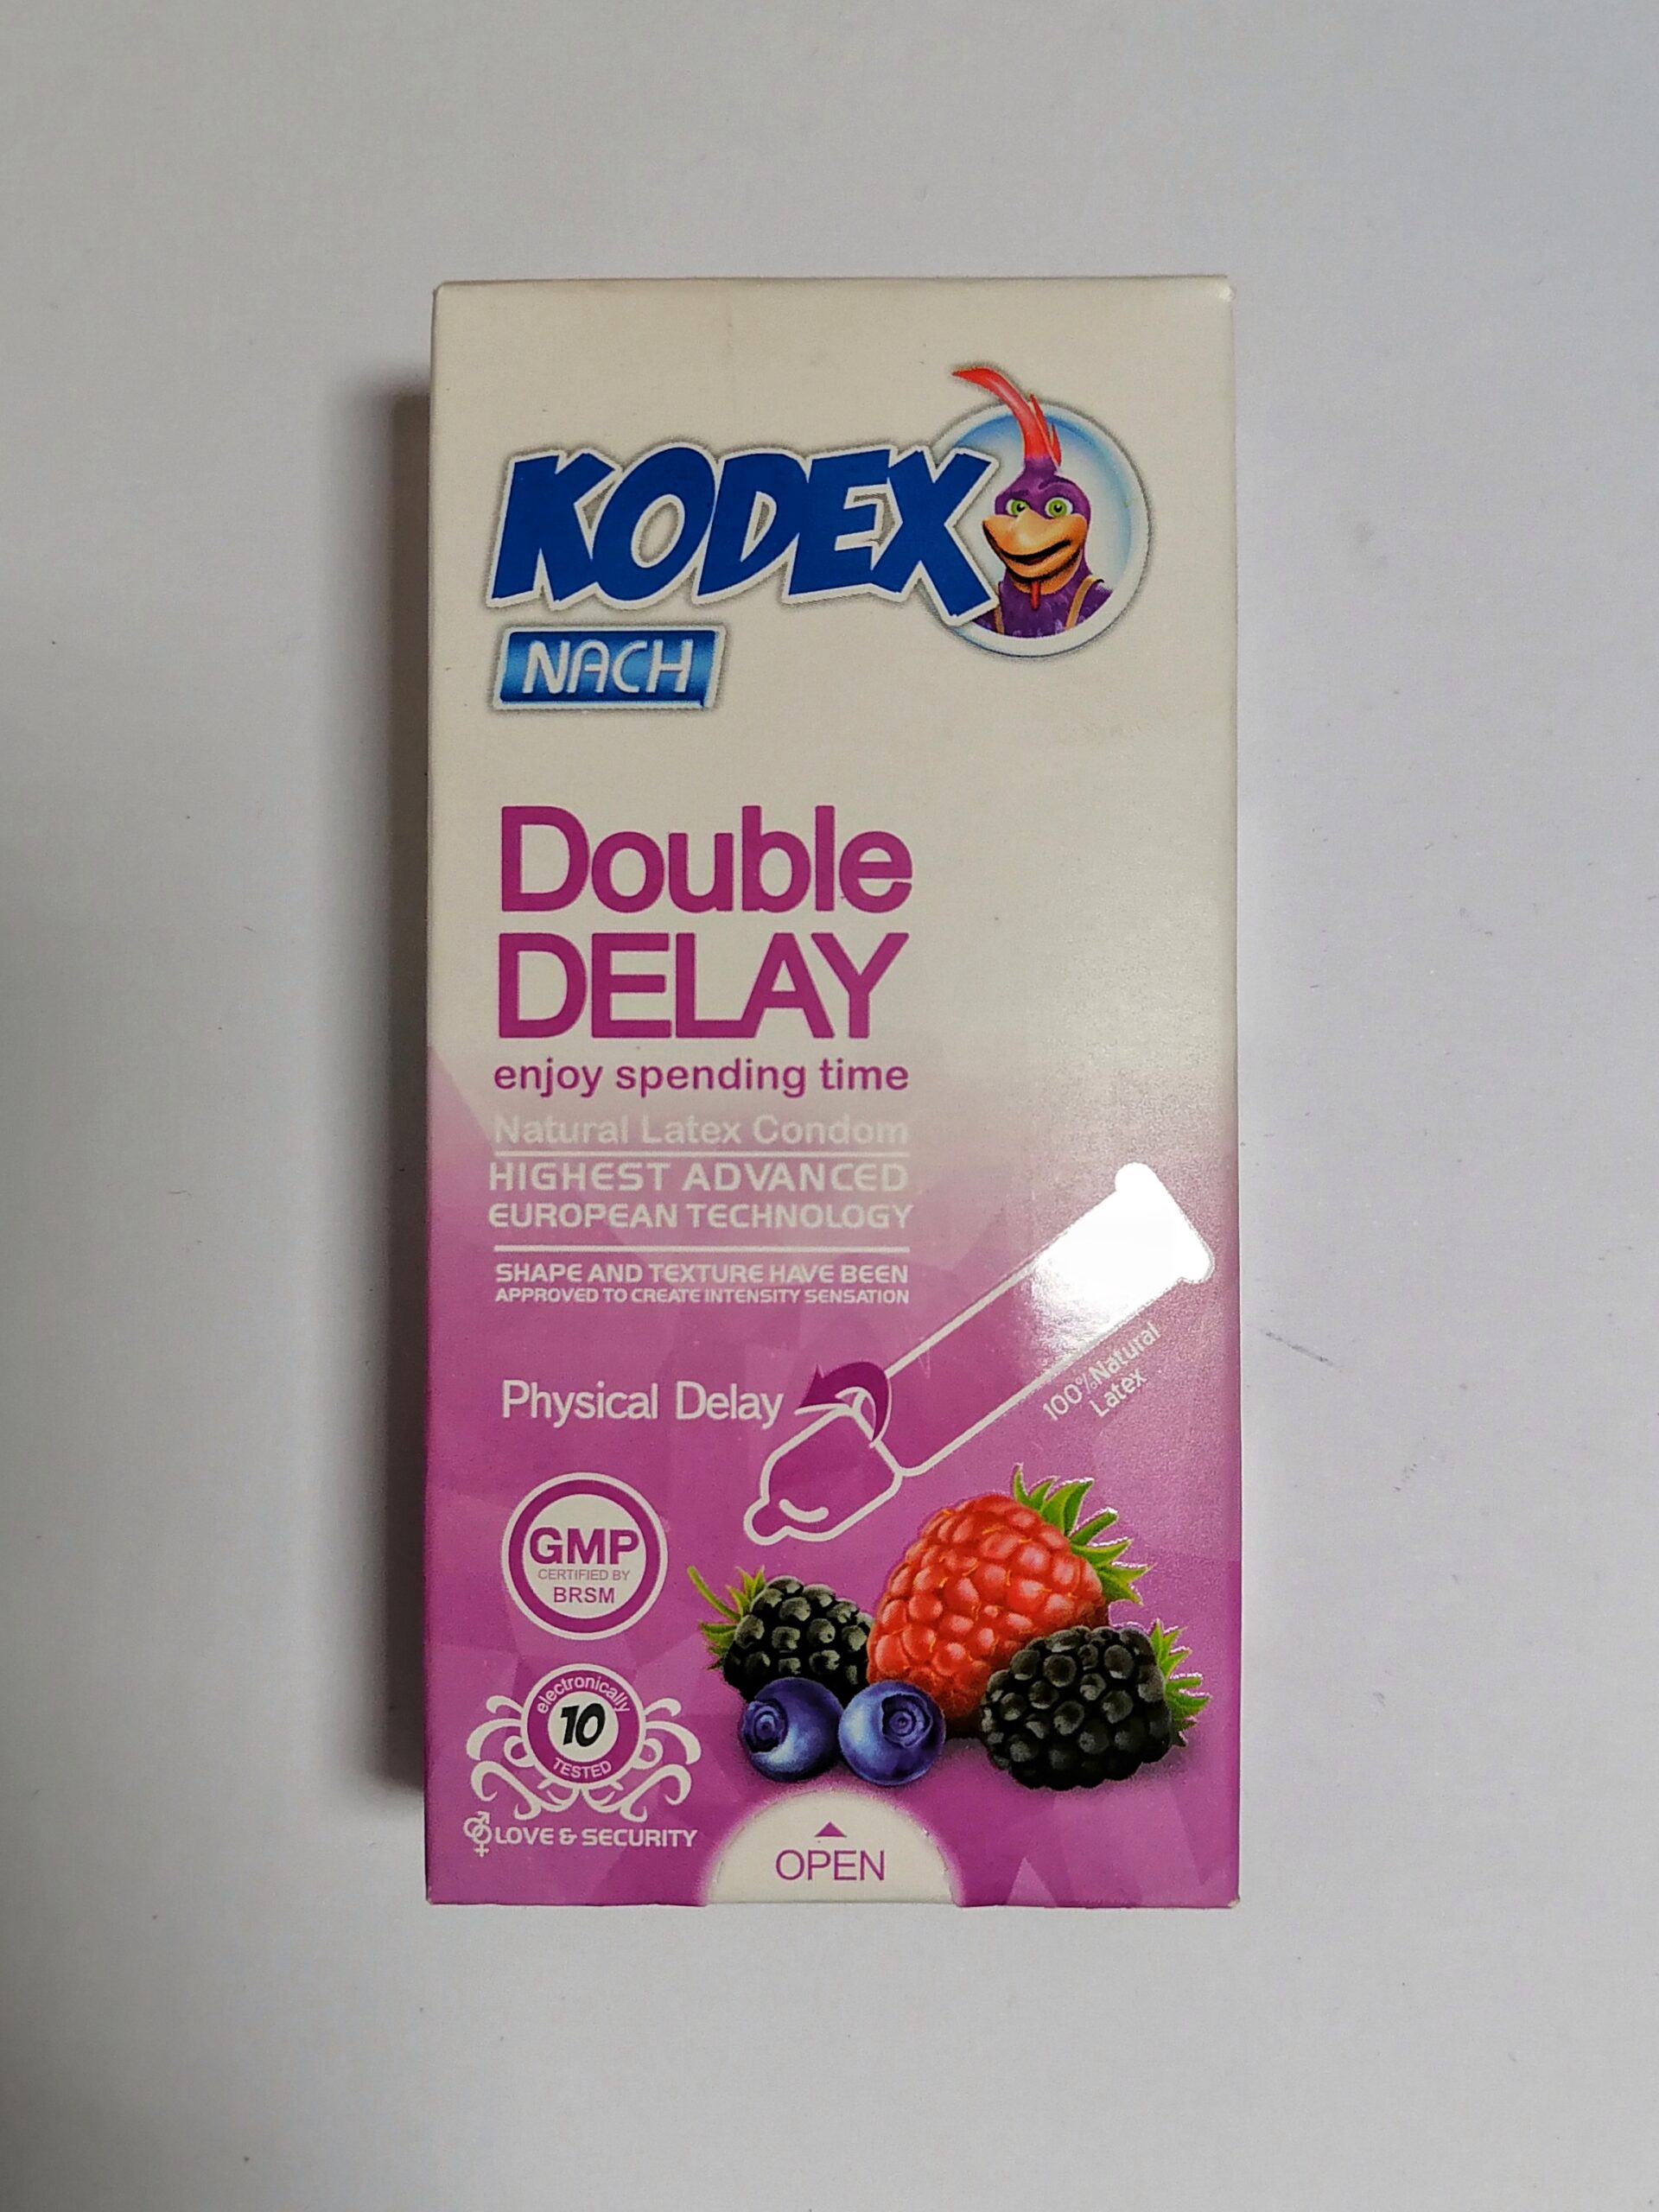 KODEX
NACH
Double
DELAY
enjoy spending time
Natural Latex Condom
HIGHEST ADVANCED
EUROPEAN TECHNOLOGY
SHAPE AND TEXTURE HAVE BEEN
APPROVED TO CREATE INTENSITY SENSATION
100% Natural
Latex
Physical Delay
GMP
CERTIFIED BY
BRSM
electronically
10
TESTED
LOVE & SECURITY
OPEN